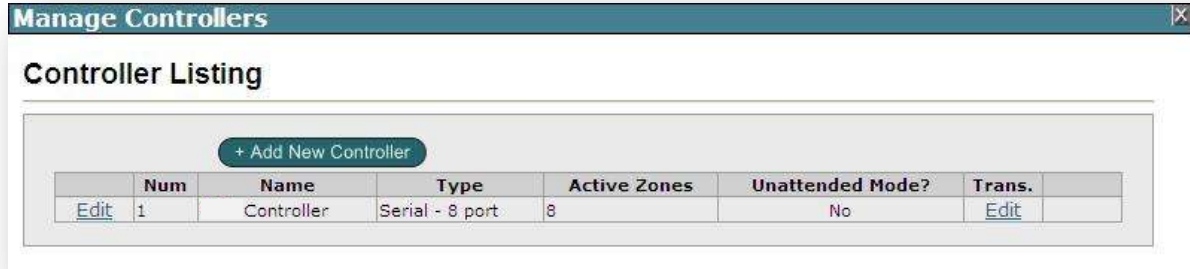 Manage Controllers X
Controller Listing
+ Add New Controller
Num Name Type Active Zones Unattended Mode? Trans.
Edit 1 Controller Serial - 8 port 8 No Edit